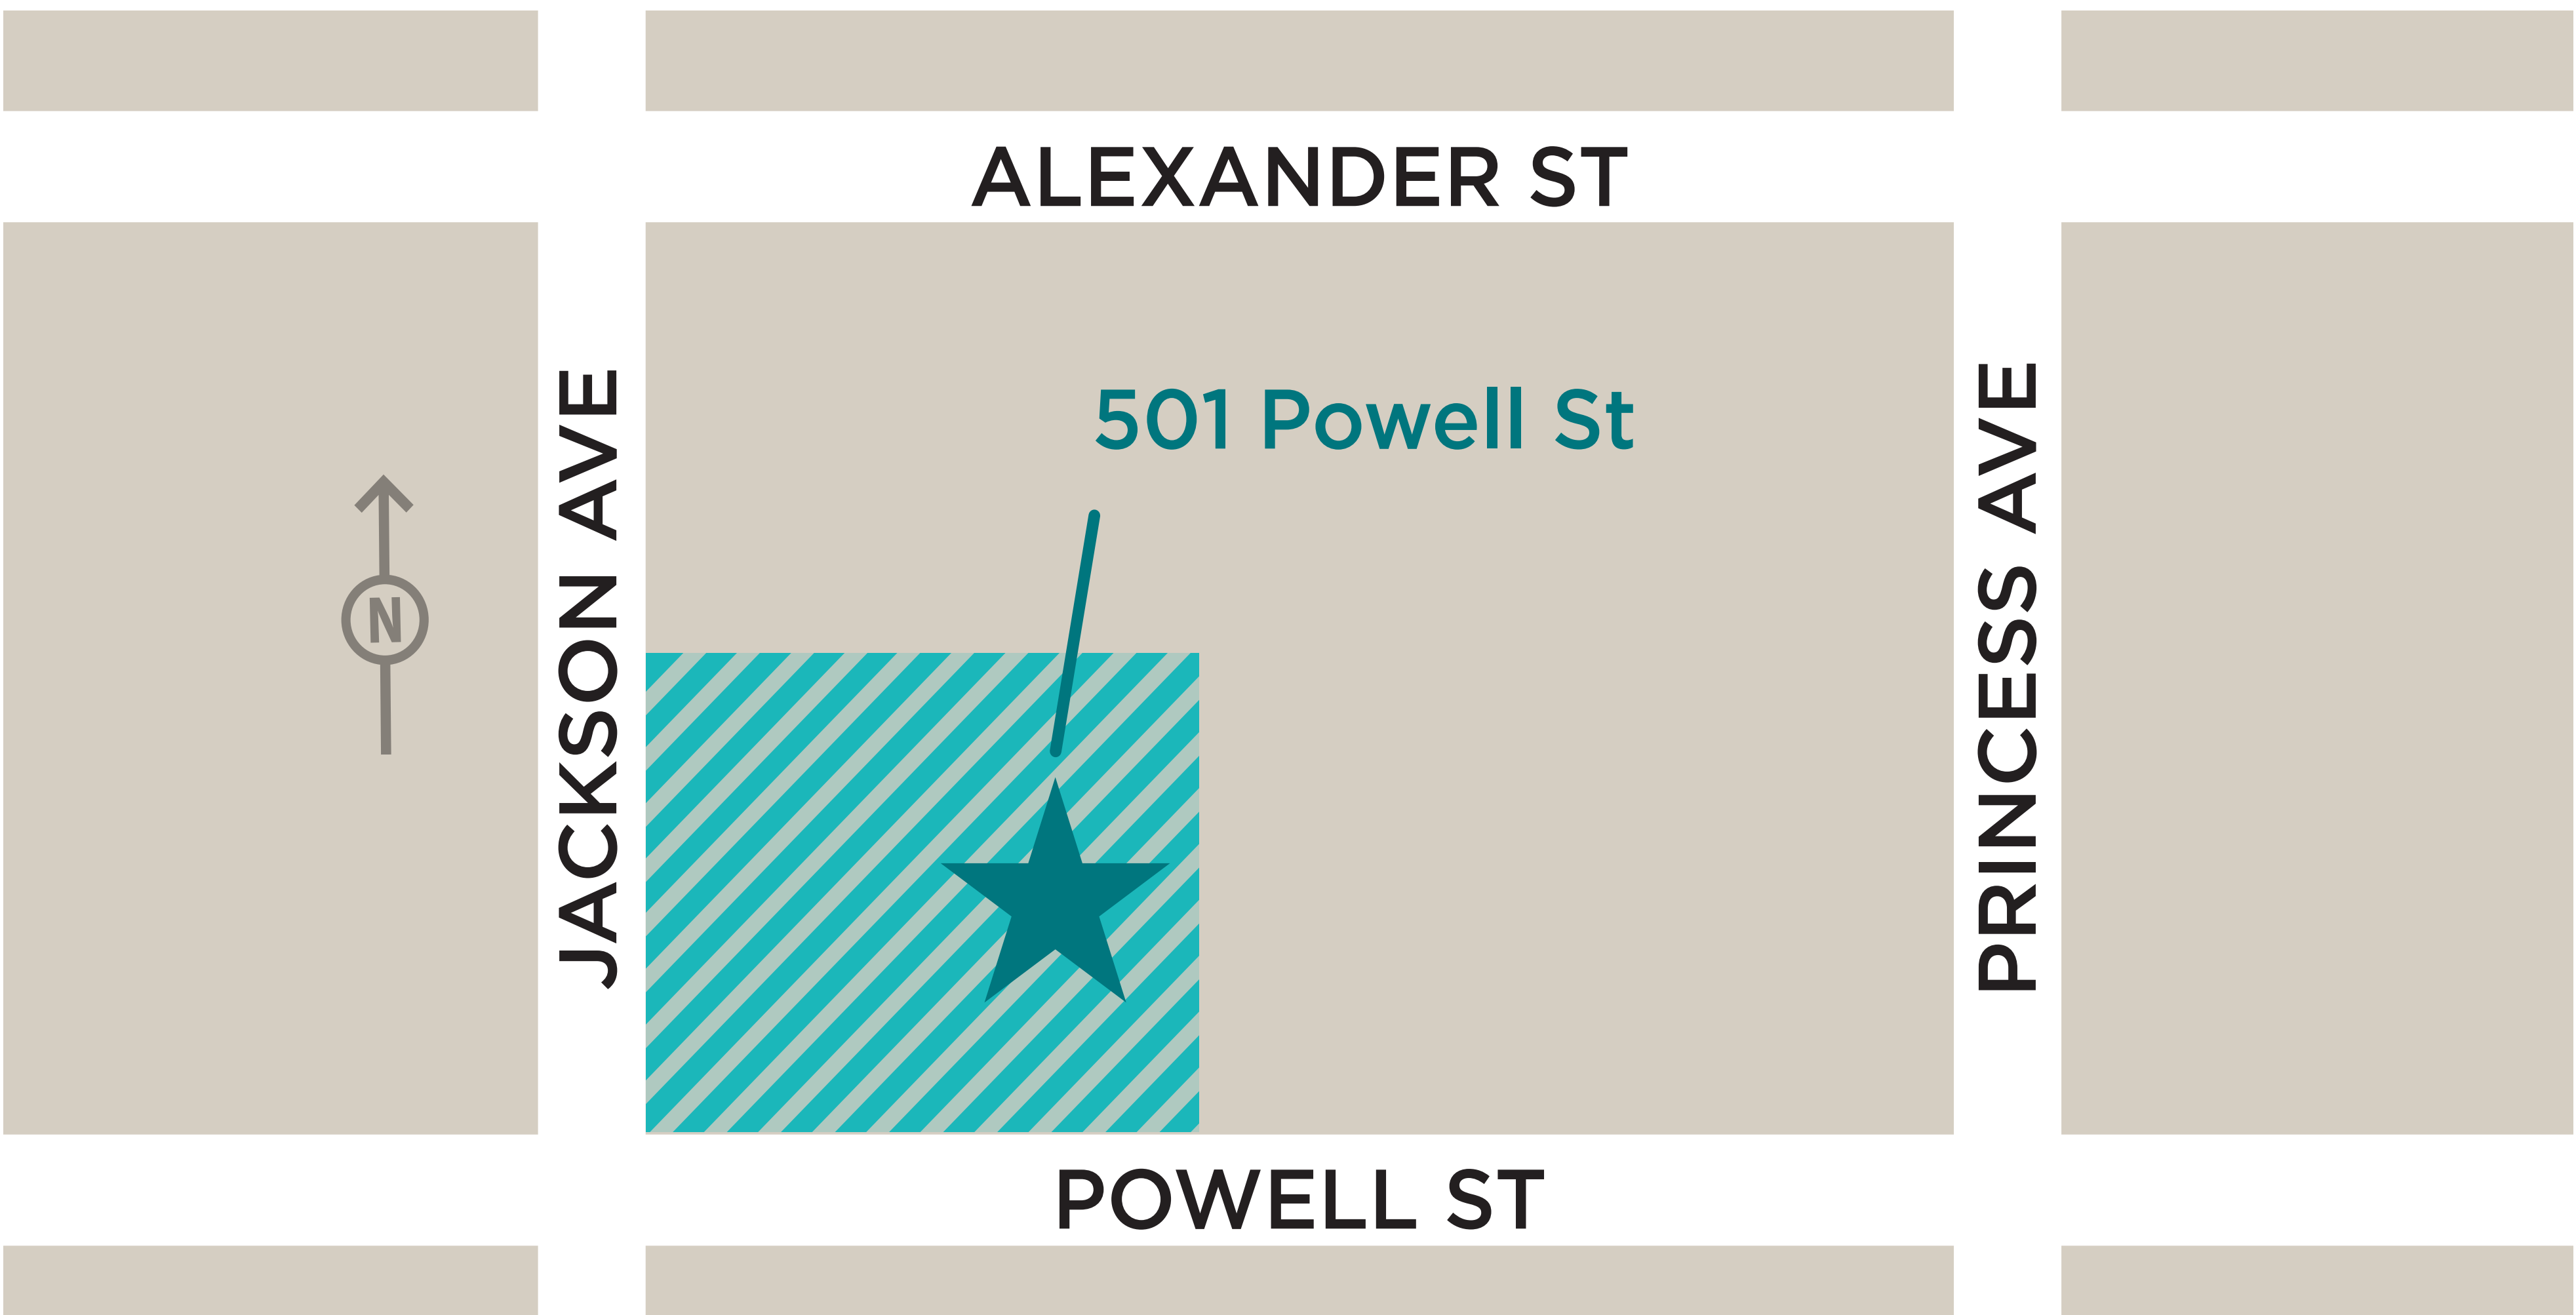 ALEXANDER ST
JACKSON AVE
501 Powell St
PRINCESS AVE
N
POWELL ST